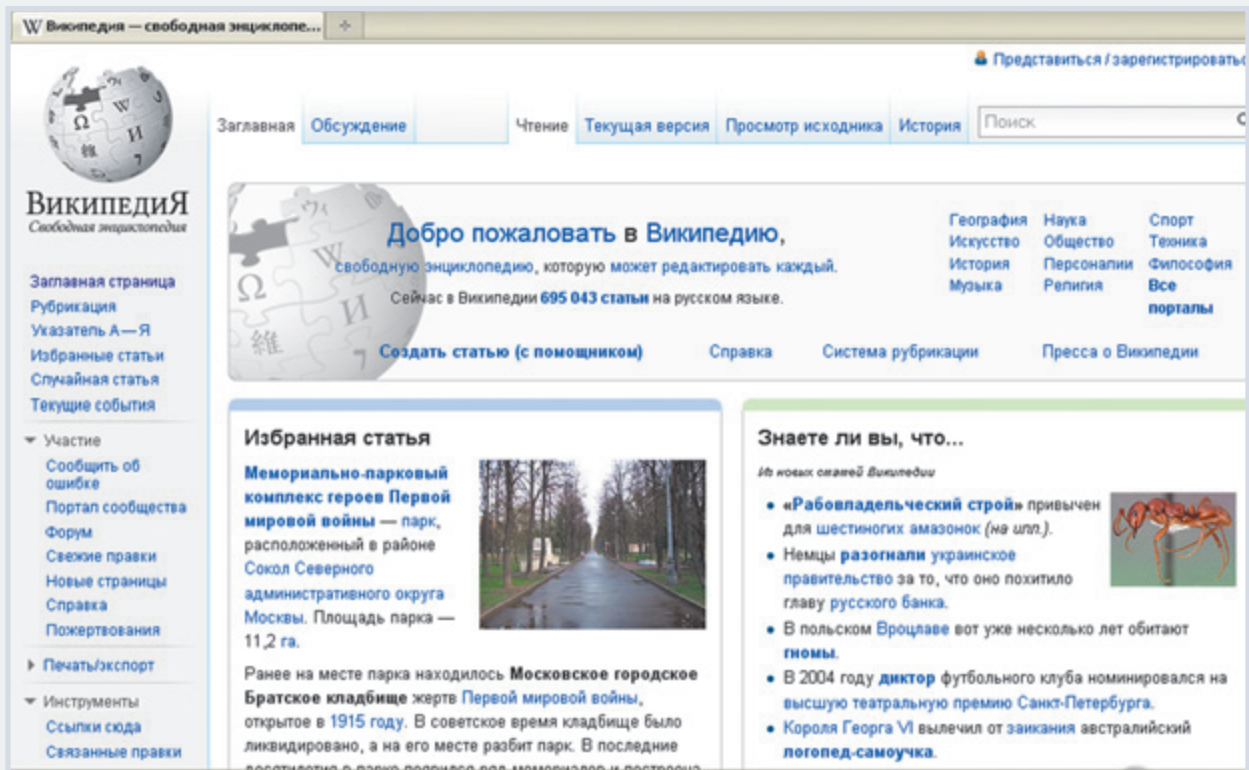 Википедия — свободная энциклопе...
Представиться / зарегистрироватьс
Заглавная Обсуждение Чтение Текущая версия Просмотр исходника История Поиск
ВикипедиЯ
Свободная энциклопедия
Заглавная страница
Рубрикация
Указатель А — Я
Избранные статьи
Случайная статья
Текущие события
Участие
Сообщить об
ошибке
Портал сообщества
Форум
Свежие правки
Новые страницы
Справка
Пожертвования
Печать/экспорт
Инструменты
Ссылки сюда
Связанные правки
Добро пожаловать в Википедию,
свободную энциклопедию, которую может редактировать каждый.
Сейчас в Википедии 695 043 статьи на русском языке.
География Наука Спорт
Искусство Общество Техника
История Персоналии Философия
Музыка Религия Все
порталы
Создать статью (с помощником) Справка Система рубрикации Пресса о Википедии
Избранная статья
Мемориально-парковый
комплекс героев Первой
мировой войны — парк,
расположенный в районе
Сокол Северного
административного округа
Москвы. Площадь парка —
11,2 га.
Ранее на месте парка находилось Московское городское
Братское кладбище жертв Первой мировой войны,
открытое в 1915 году. В советское время кладбище было
ликвидировано, а на его месте разбит парк. В последние
десятилетия в парке появился ряд мемориалов и построена
Знаете ли вы, что...
Из новых статей Википедии
«Рабовладельческий строй» привычен
для шестиногих амазонок (на илл.).
Немцы разогнали украинское
правительство за то, что оно похитило
главу русского банка.
В польском Вроцлаве вот уже несколько лет обитают
гномы.
В 2004 году диктор футбольного клуба номинировался на
высшую театральную премию Санкт-Петербурга.
Короля Георга VI вылечил от заикания австралийский
логопед-самоучка.